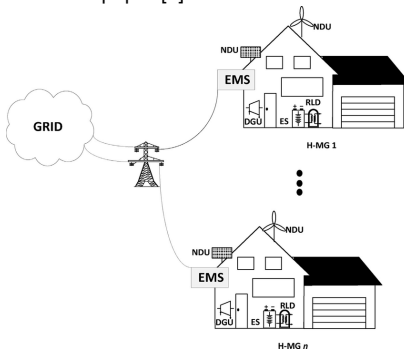 NDU
NDU
EMS
GRID
RLD
DGU
ES
H-MG 1
NDU
NDU
EMS
RLD
DGU
ES
H-MG n